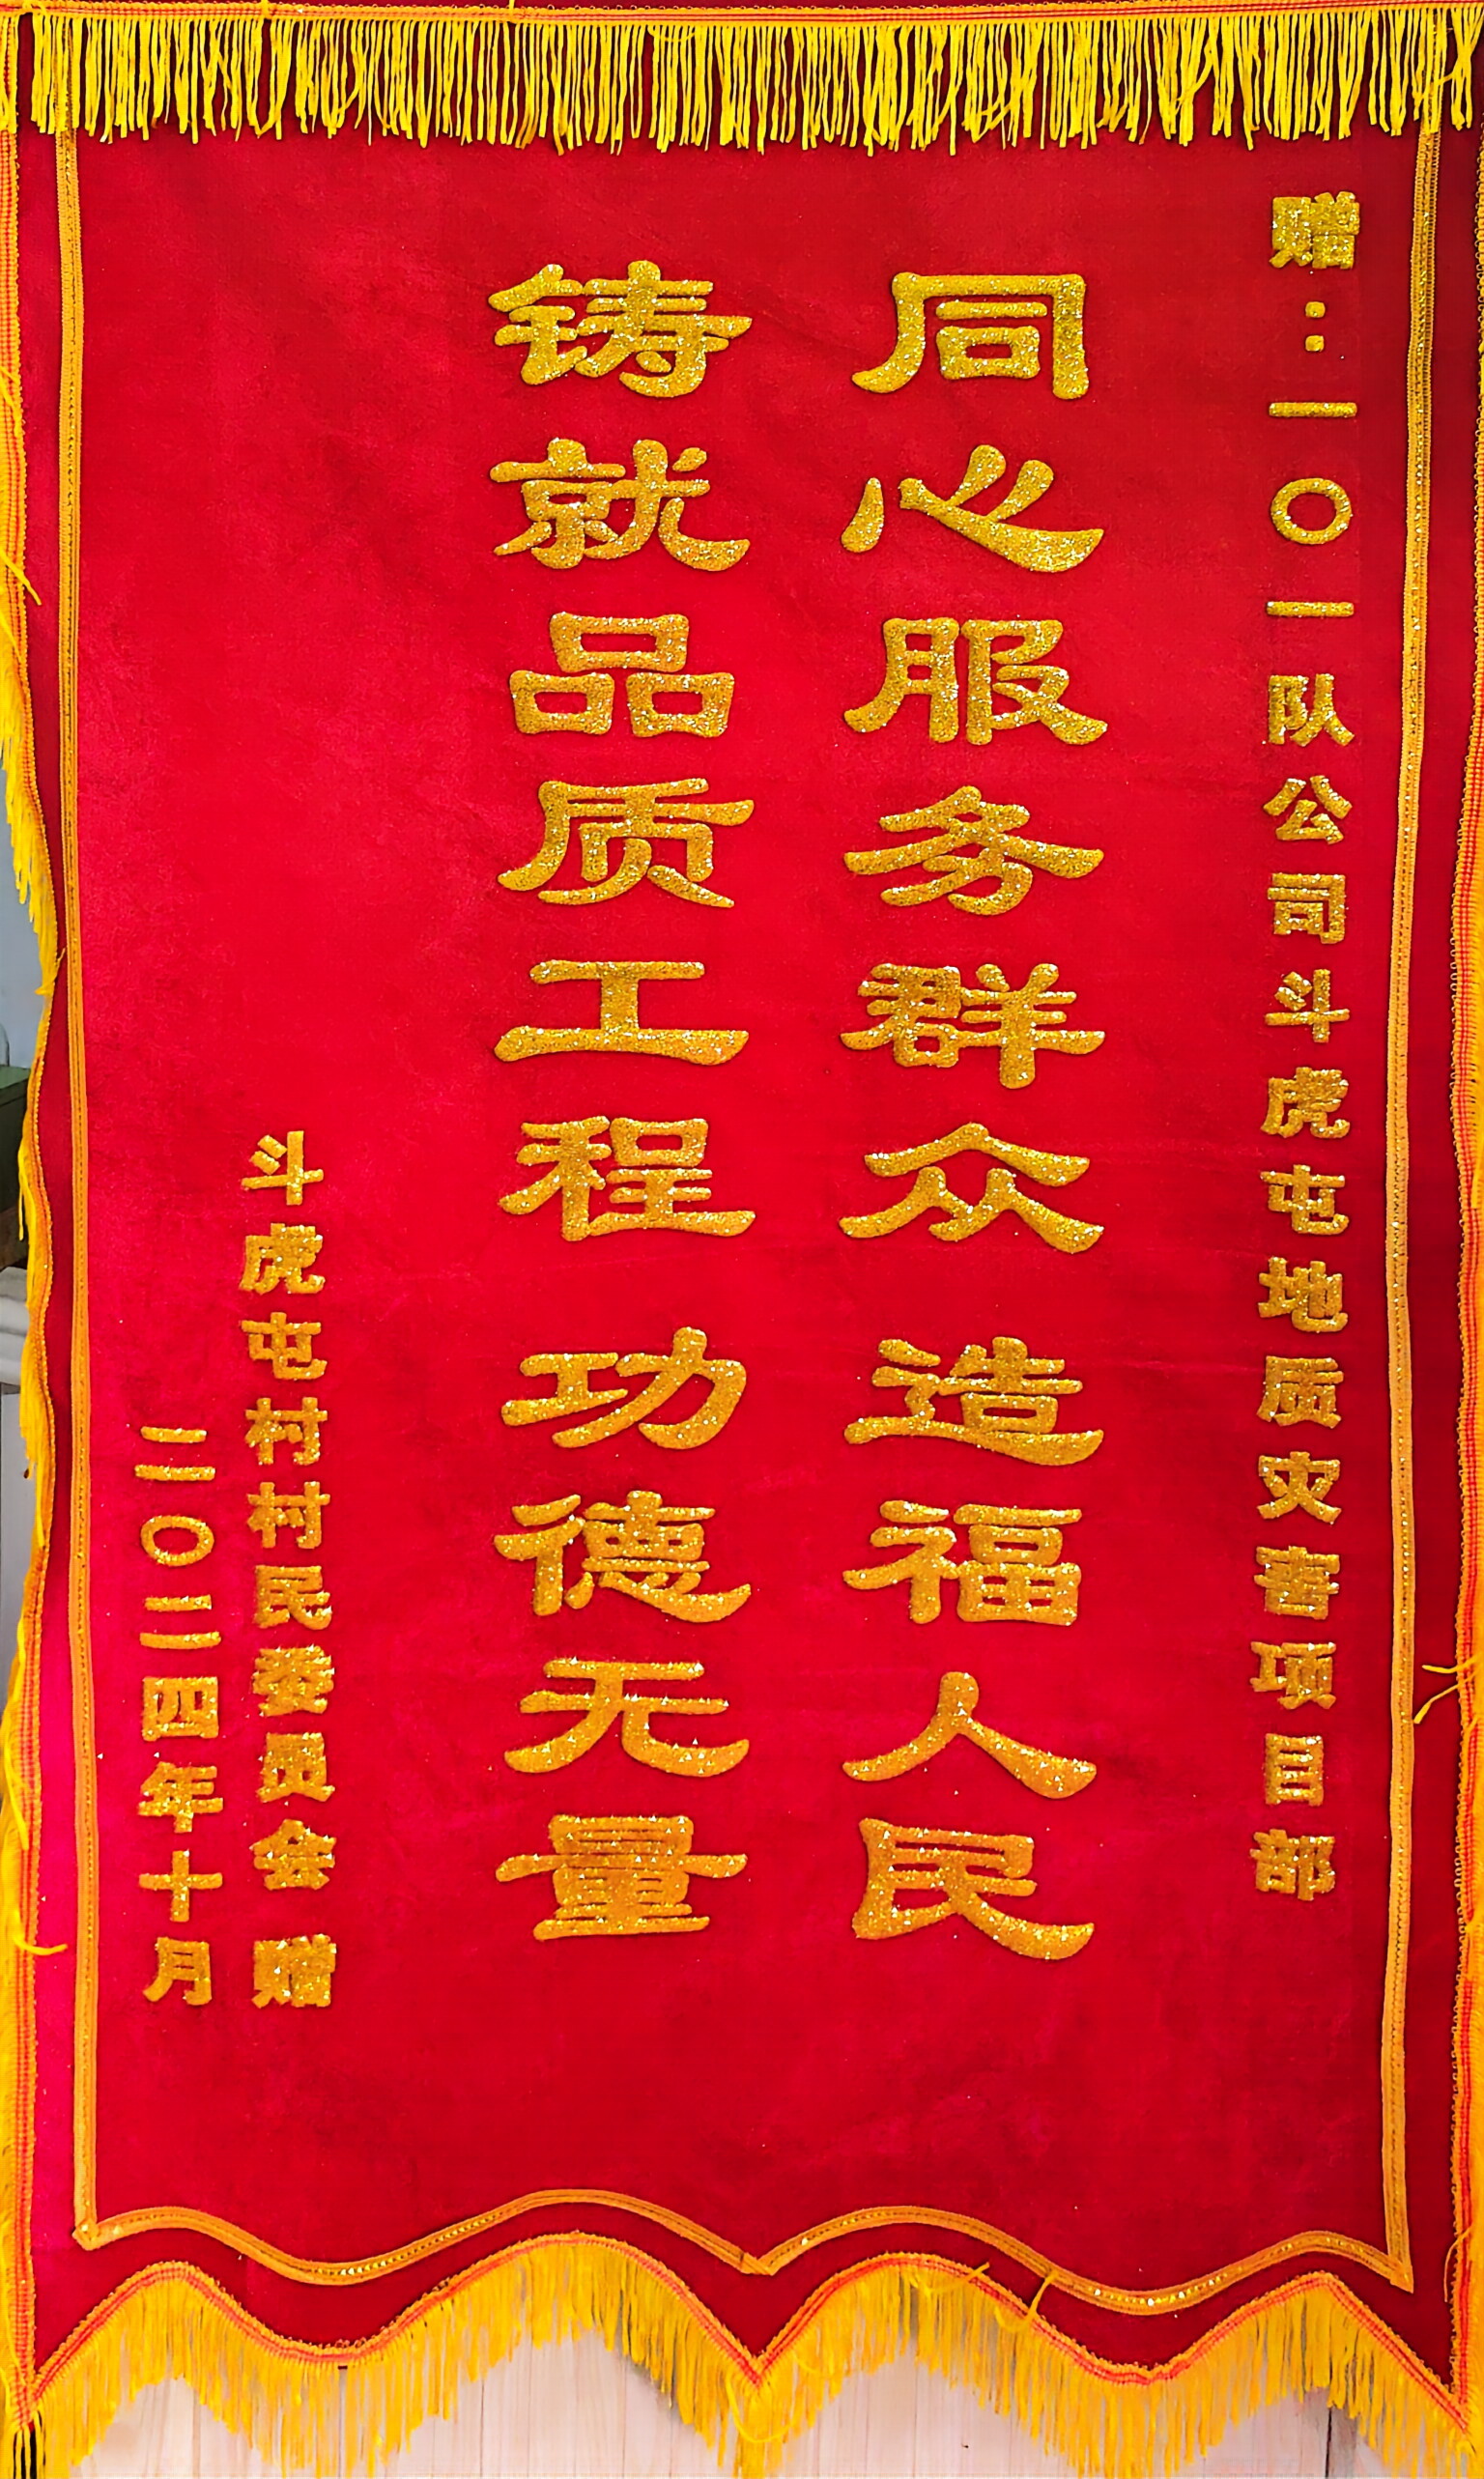 赠：一〇一队公司斗虎屯地质灾害项目部
同心服务群众 造福人民
铸就品质工程 功德无量
斗虎屯村村民委员会 赠
二〇二四年十月